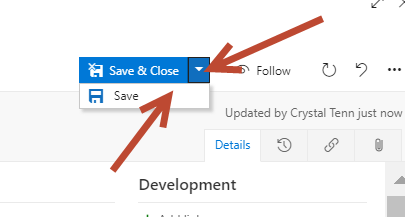 Save & Close
Follow
Save
Updated by Crystal Tenn just now
Details
Development